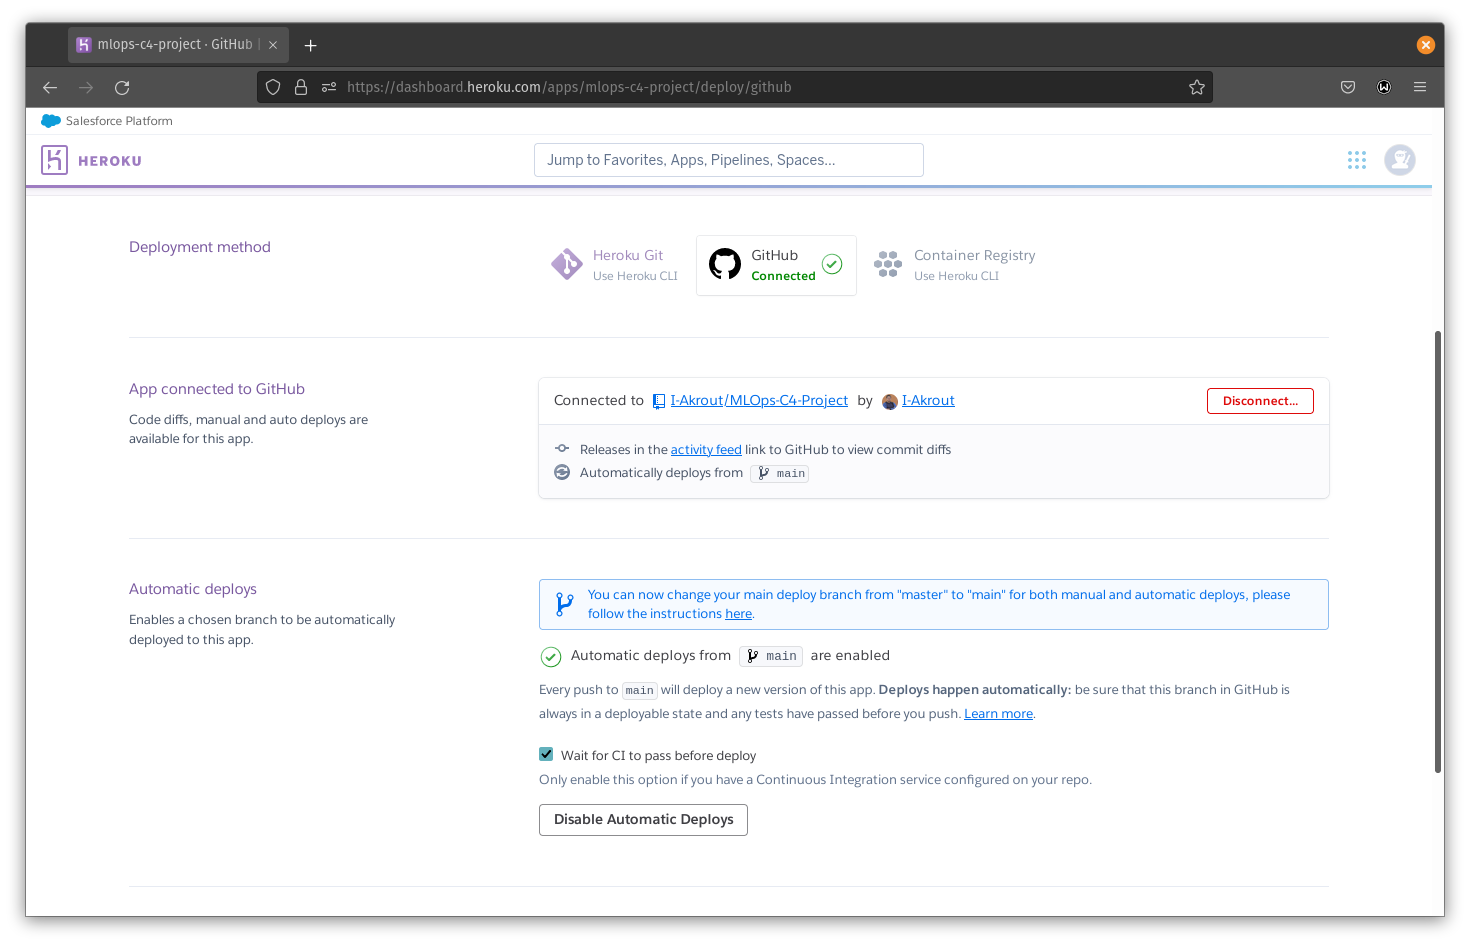 mlops-c4-project · GitHub |
https://dashboard.heroku.com/apps/mlops-c4-project/deploy/github
Salesforce Platform
HEROKU
Jump to Favorites, Apps, Pipelines, Spaces...
Deployment method
Heroku Git
Use Heroku CLI
GitHub
Connected
Container Registry
Use Heroku CLI
App connected to GitHub
Code diffs, manual and auto deploys are
available for this app.
Connected to I-Akrout/MLOps-C4-Project by I-Akrout
Disconnect...
Releases in the activity feed link to GitHub to view commit diffs
Automatically deploys from main
Automatic deploys
Enables a chosen branch to be automatically
deployed to this app.
You can now change your main deploy branch from "master" to "main" for both manual and automatic deploys, please
follow the instructions here.
Automatic deploys from main are enabled
Every push to main will deploy a new version of this app. Deploys happen automatically: be sure that this branch in GitHub is
always in a deployable state and any tests have passed before you push. Learn more.
Wait for CI to pass before deploy
Only enable this option if you have a Continuous Integration service configured on your repo.
Disable Automatic Deploys